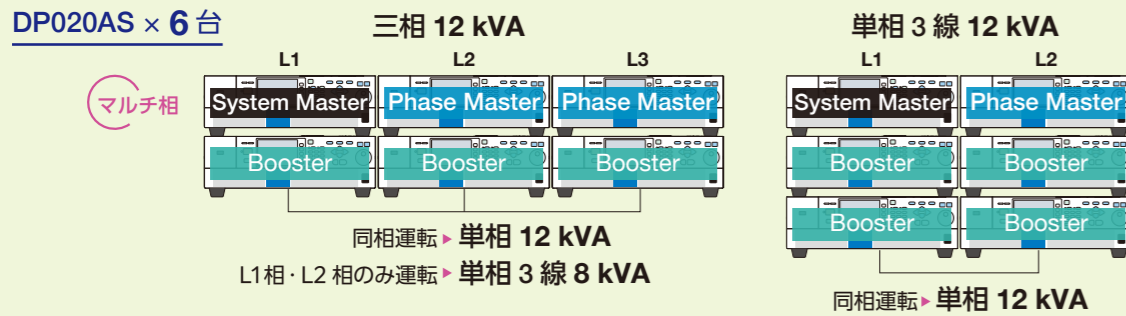 DP020AS × 6 台
マルチ相
三相 12 kVA
L1 L2 L3
System Master Phase Master Phase Master
Booster Booster Booster
同相運転▶ 単相 12 kVA
L1相・L2 相のみ運転▶ 単相 3 線 8 kVA
単相 3 線 12 kVA
L1 L2
System Master Phase Master
Booster Booster
Booster Booster
同相運転▶ 単相 12 kVA